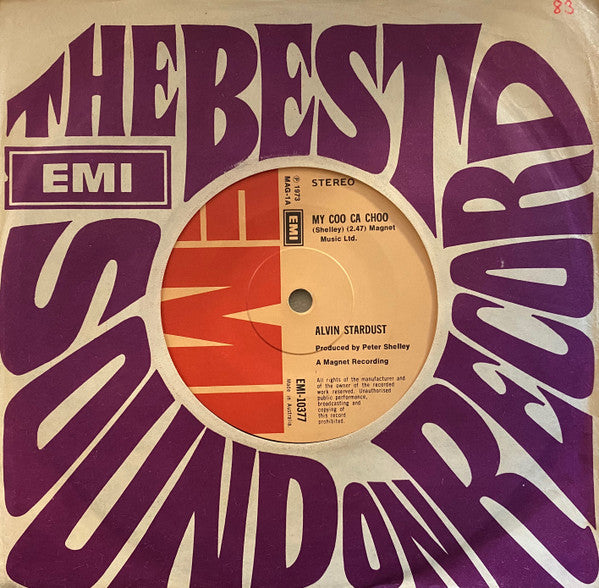 83
THE BEST
SOUND ON RECORD
EMI
EMI
℗ 1973
MAG-1A
STEREO
EMI
MY COO CA CHOO
(Shelley) (2.47) Magnet
Music Ltd.
ALVIN STARDUST
Produced by Peter Shelley
A Magnet Recording
EMI-10377
Made in Australia.
All rights of the manufacturer and
of the owner of the recorded
work reserved. Unauthorised
public performance,
broadcasting and
copying of
this record
prohibited.